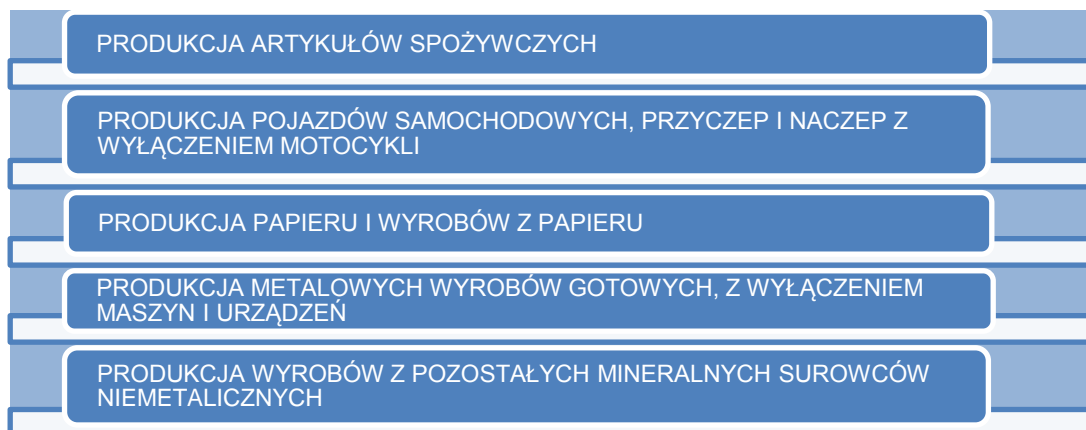 PRODUKCJA ARTYKUŁÓW SPOŻYWCZYCH
PRODUKCJA POJAZDÓW SAMOCHODOWYCH, PRZYCZEP I NACZEP Z
WYŁĄCZENIEM MOTOCYKLI
PRODUKCJA PAPIERU I WYROBÓW Z PAPIERU
PRODUKCJA METALOWYCH WYROBÓW GOTOWYCH, Z WYŁĄCZENIEM
MASZYN I URZĄDZEŃ
PRODUKCJA WYROBÓW Z POZOSTAŁYCH MINERALNYCH SUROWCÓW
NIEMETALICZNYCH